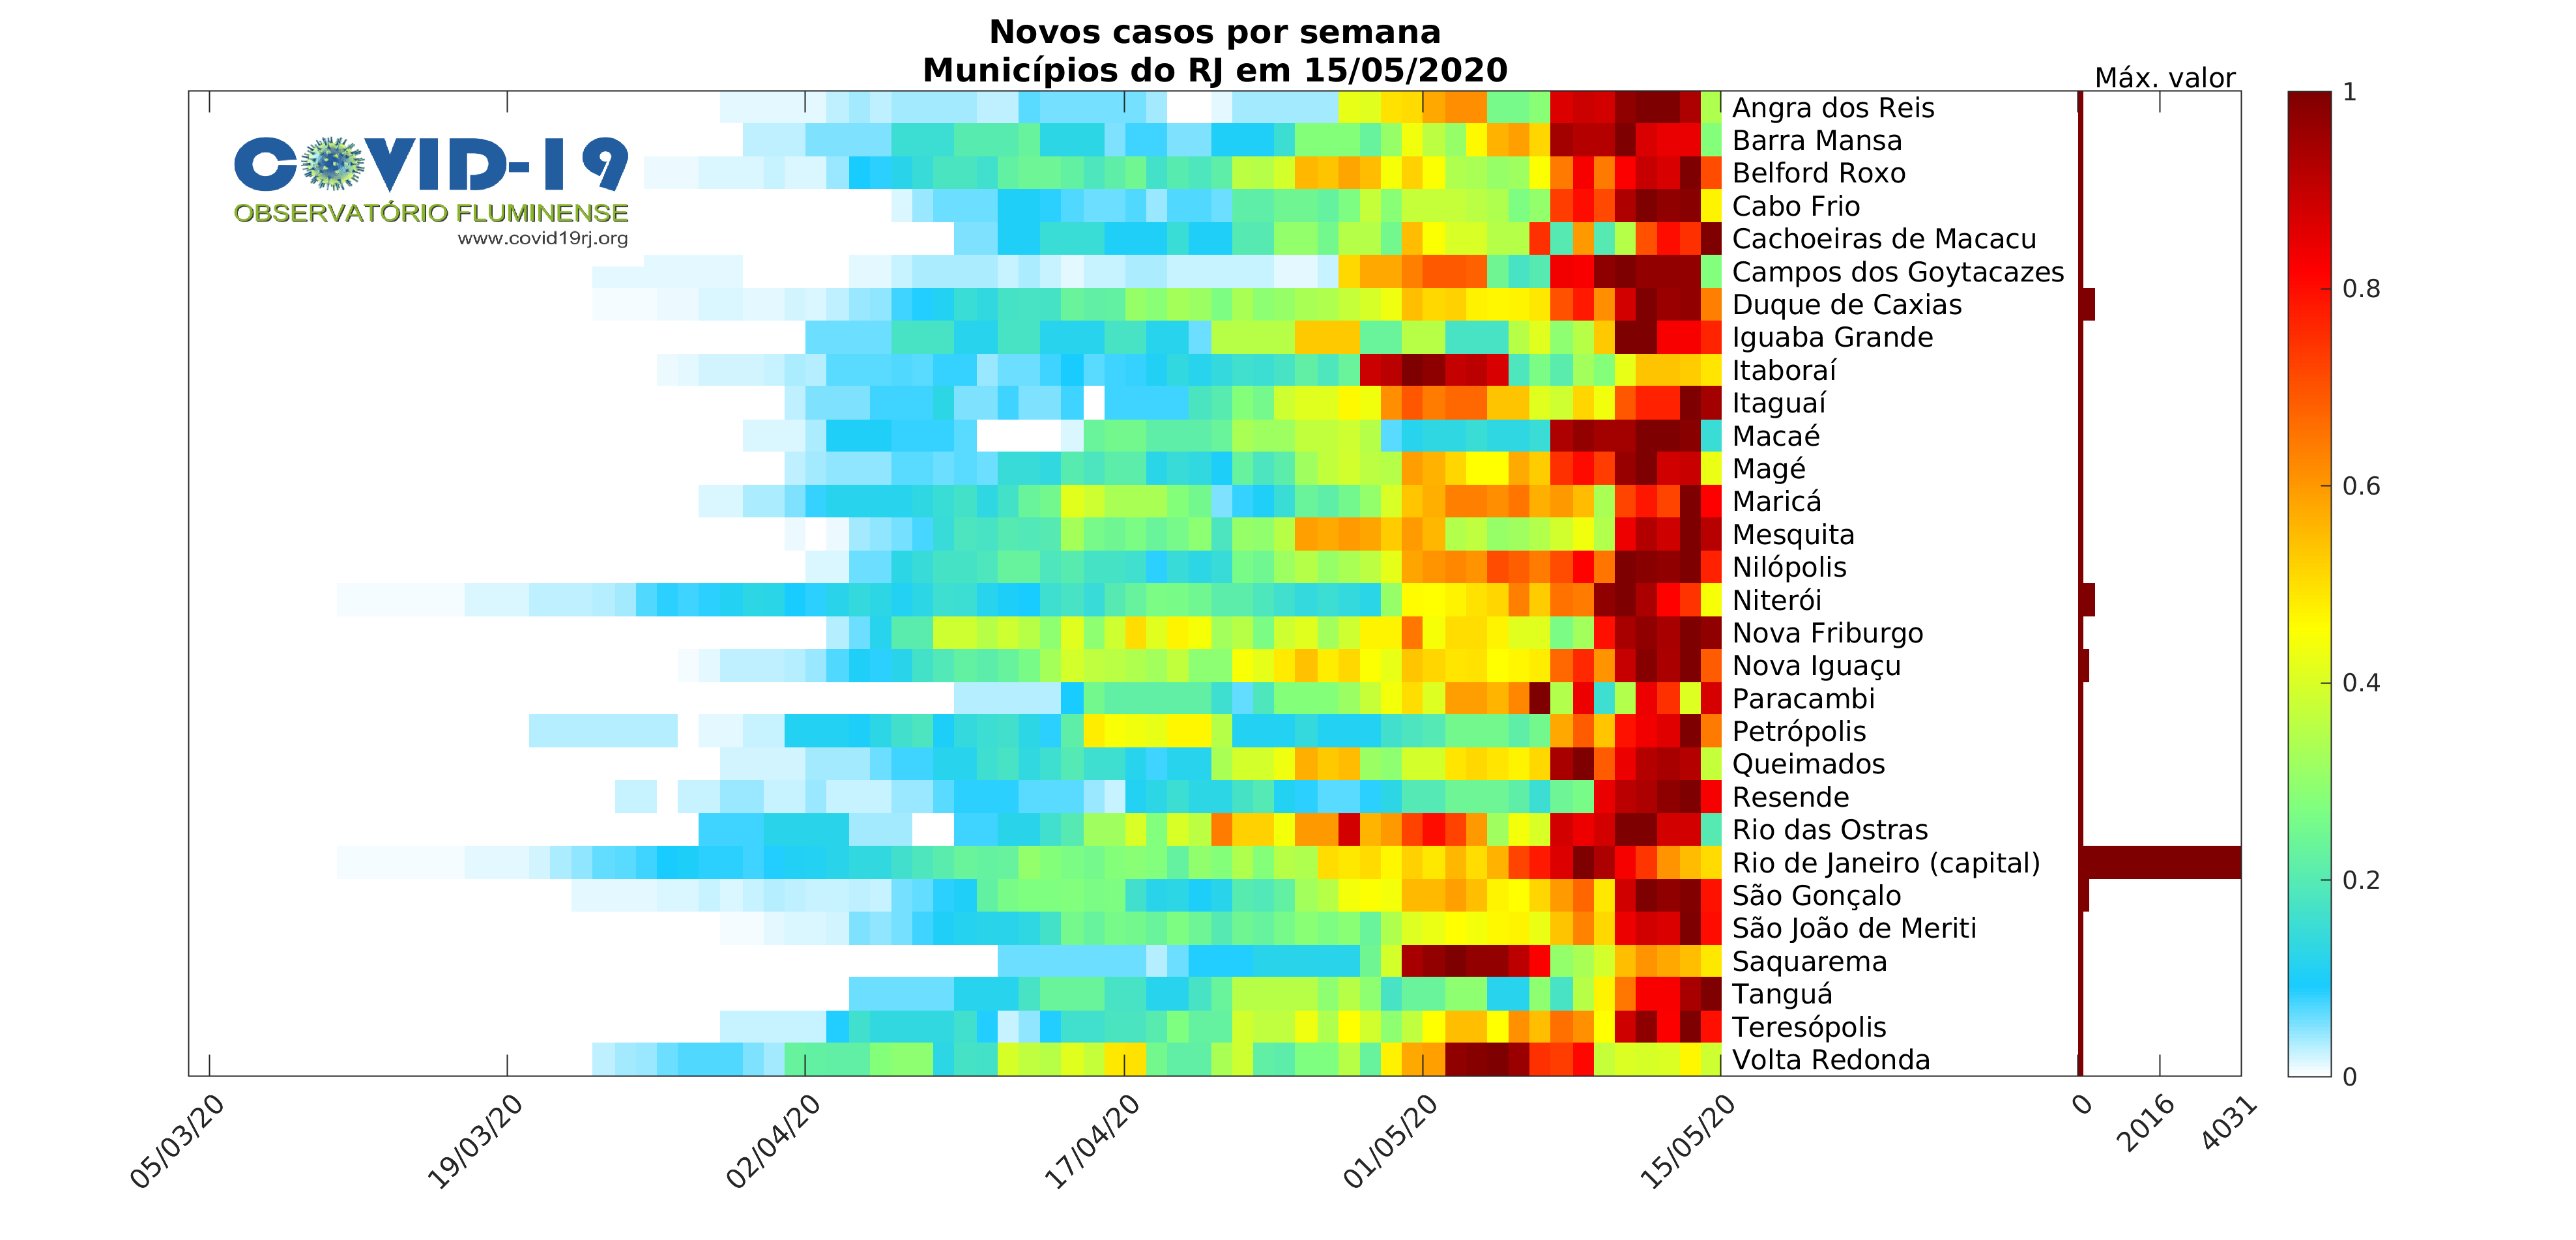 Novos casos por semana
Municípios do RJ em 15/05/2020
COVID-19
OBSERVATÓRIO FLUMINENSE
www.covid19rj.org
Máx. valor
Angra dos Reis
Barra Mansa
Belford Roxo
Cabo Frio
Cachoeiras de Macacu
Campos dos Goytacazes
Duque de Caxias
Iguaba Grande
Itaboraí
Itaguaí
Macaé
Magé
Maricá
Mesquita
Nilópolis
Niterói
Nova Friburgo
Nova Iguaçu
Paracambi
Petrópolis
Queimados
Resende
Rio das Ostras
Rio de Janeiro (capital)
São Gonçalo
São João de Meriti
Saquarema
Tanguá
Teresópolis
Volta Redonda
05/03/20
19/03/20
02/04/20
17/04/20
01/05/20
15/05/20
0
2016
4031
1
0.8
0.6
0.4
0.2
0